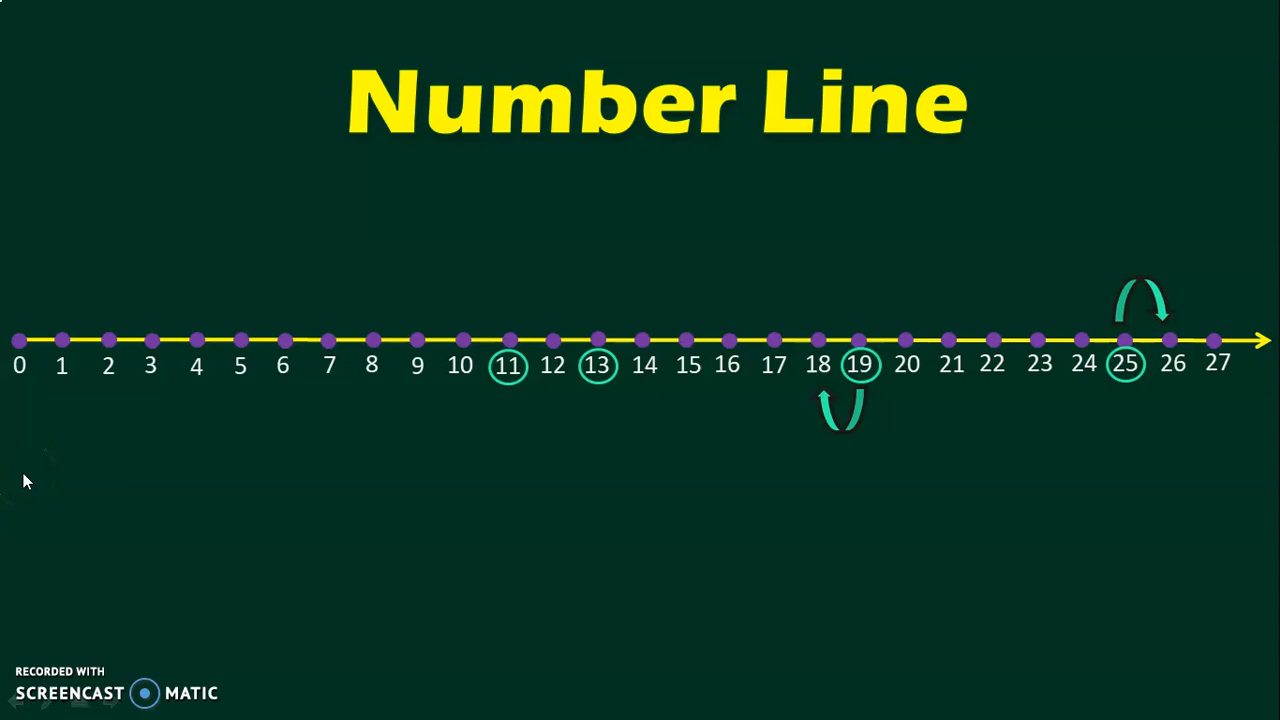 Number Line
0 1 2 3 4 5 6 7 8 9 10 11 12 13 14 15 16 17 18 19 20 21 22 23 24 25 26 27
RECORDED WITH
SCREENCAST MATIC